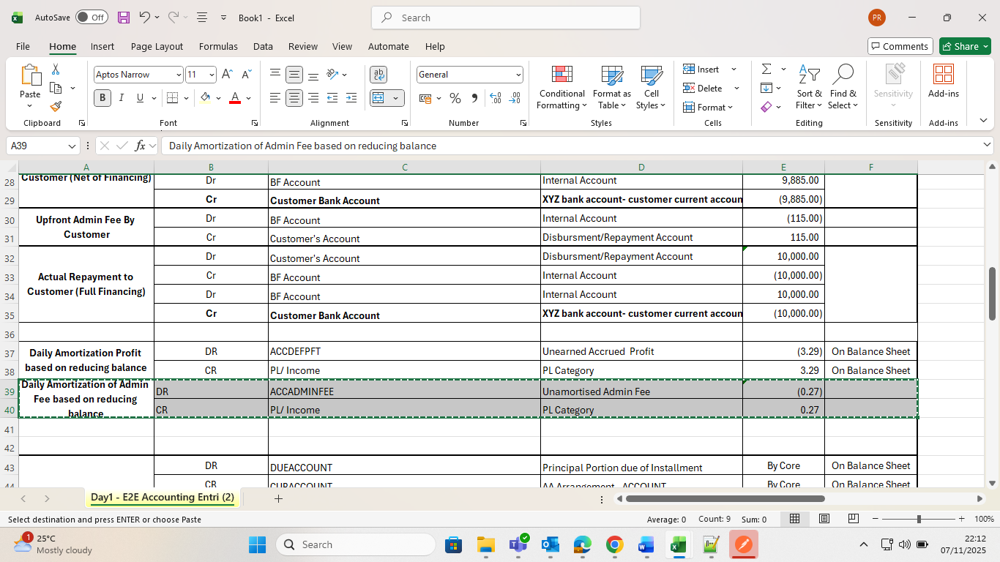 AutoSave Off Book1 - Excel Search PR
File Home Insert Page Layout Formulas Data Review View Automate Help Comments Share
Paste Aptos Narrow 11 A A ab General Conditional Formatting Format as Table Cell Styles Insert Delete Format Sort & Filter Find & Select Sensitivity Add-ins
B I U A % ,
Clipboard Font Alignment Number Styles Cells Editing Sensitivity Add-ins
A39 fx Daily Amortization of Admin Fee based on reducing balance
A B C D E F
28 Customer (Net of Financing) Dr BF Account Internal Account 9,885.00
29 Cr Customer Bank Account XYZ bank account- customer current accoun (9,885.00)
30 Upfront Admin Fee By Dr BF Account Internal Account (115.00)
31 Customer Cr Customer's Account Disbursment/Repayment Account 115.00
32 Dr Customer's Account Disbursment/Repayment Account 10,000.00
33 Actual Repayment to Cr BF Account Internal Account (10,000.00)
34 Customer (Full Financing) Dr BF Account Internal Account 10,000.00
35 Cr Customer Bank Account XYZ bank account- customer current accoun (10,000.00)
36
37 Daily Amortization Profit DR ACCDEFPFT Unearned Accrued Profit (3.29) On Balance Sheet
38 based on reducing balance CR PL/ Income PL Category 3.29 On Balance Sheet
39 Daily Amortization of Admin Fee based on reducing DR ACCADMINFEE Unamortised Admin Fee (0.27)
40 balance CR PL/ Income PL Category 0.27
41
42
43 DR DUEACCOUNT Principal Portion due of Installment By Core On Balance Sheet
44 CR CURACCOUNT AA Arrangement - ACCOUNT By Core On Balance Sheet
Day1 - E2E Accounting Entri (2)
Select destination and press ENTER or choose Paste Average: 0 Count: 9 Sum: 0 100%
1 25°C
Mostly cloudy
Search
22:12
07/11/2025